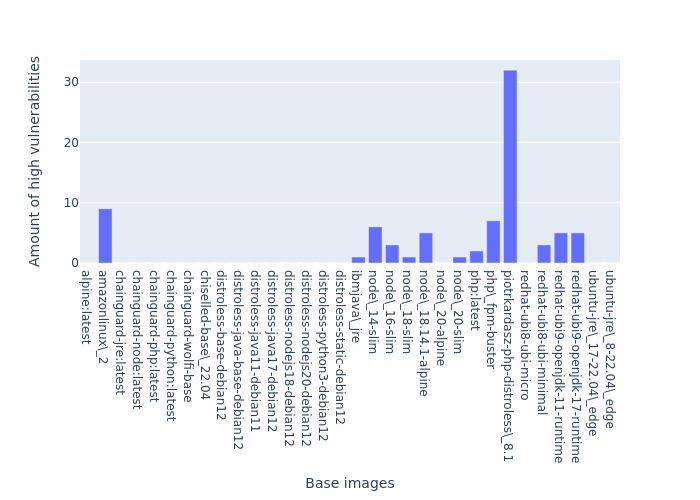 Amount of high vulnerabilities
30
20
10
0
alpine:latest
amazonlinux\_2
chainguard-jre:latest
chainguard-node:latest
chainguard-php:latest
chainguard-python:latest
chainguard-wolfi-base
chiselled-base\_22.04
distroless-base-debian12
distroless-java-base-debian12
distroless-java11-debian11
distroless-java17-debian12
distroless-nodejs18-debian12
distroless-nodejs20-debian12
distroless-python3-debian12
distroless-static-debian12
ibmjava\_jre
node\_14-slim
node\_16-slim
node\_18-slim
node\_18.14.1-alpine
node\_20-alpine
node\_20-slim
php:latest
php\_fpm-buster
piotrkardasz-php-distroless\_8.1
redhat-ubi8-ubi-micro
redhat-ubi8-ubi-minimal
redhat-ubi9-openjdk-11-runtime
redhat-ubi9-openjdk-17-runtime
ubuntu-jre\_17-22.04\_edge
ubuntu-jre\_8-22.04\_edge
Base images